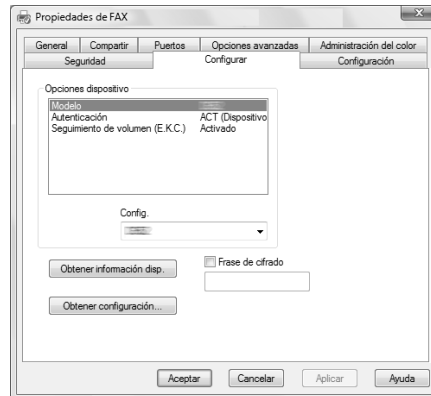 Propiedades de FAX
General Compartir Puertos Opciones avanzadas Administración del color
Seguridad Configurar Configuración
Opciones dispositivo
Modelo
Autenticación ACT (Dispositivo
Seguimiento de volumen (E.K.C.) Activado
Config.
Obtener información disp.
Frase de cifrado
Obtener configuración...
Aceptar Cancelar Aplicar Ayuda